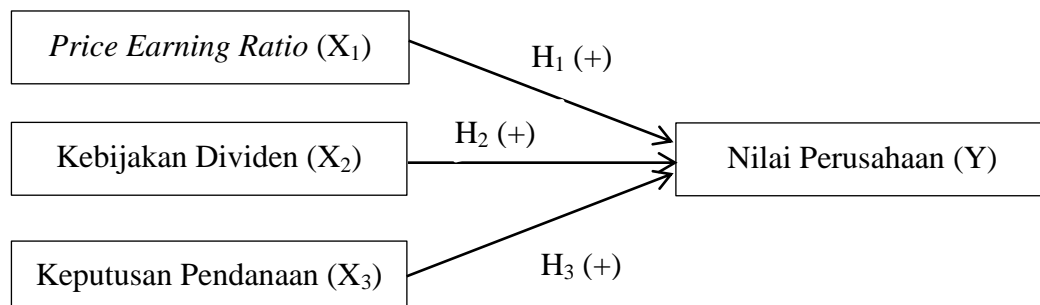 Price Earning Ratio (X₁)
H₁ (+)
Kebijakan Dividen (X₂)
H₂ (+)
Nilai Perusahaan (Y)
Keputusan Pendanaan (X₃)
H₃ (+)